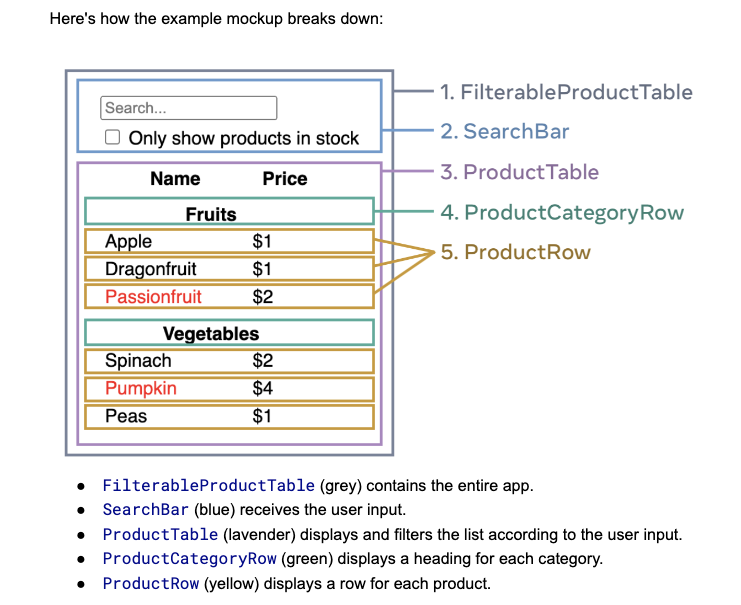 Here's how the example mockup breaks down:
Search...
Only show products in stock
Name Price
Fruits
Apple $1
Dragonfruit $1
Passionfruit $2
Vegetables
Spinach $2
Pumpkin $4
Peas $1
1. FilterableProductTable
2. SearchBar
3. ProductTable
4. ProductCategoryRow
5. ProductRow
● FilterableProductTable (grey) contains the entire app.
● SearchBar (blue) receives the user input.
● ProductTable (lavender) displays and filters the list according to the user input.
● ProductCategoryRow (green) displays a heading for each category.
● ProductRow (yellow) displays a row for each product.